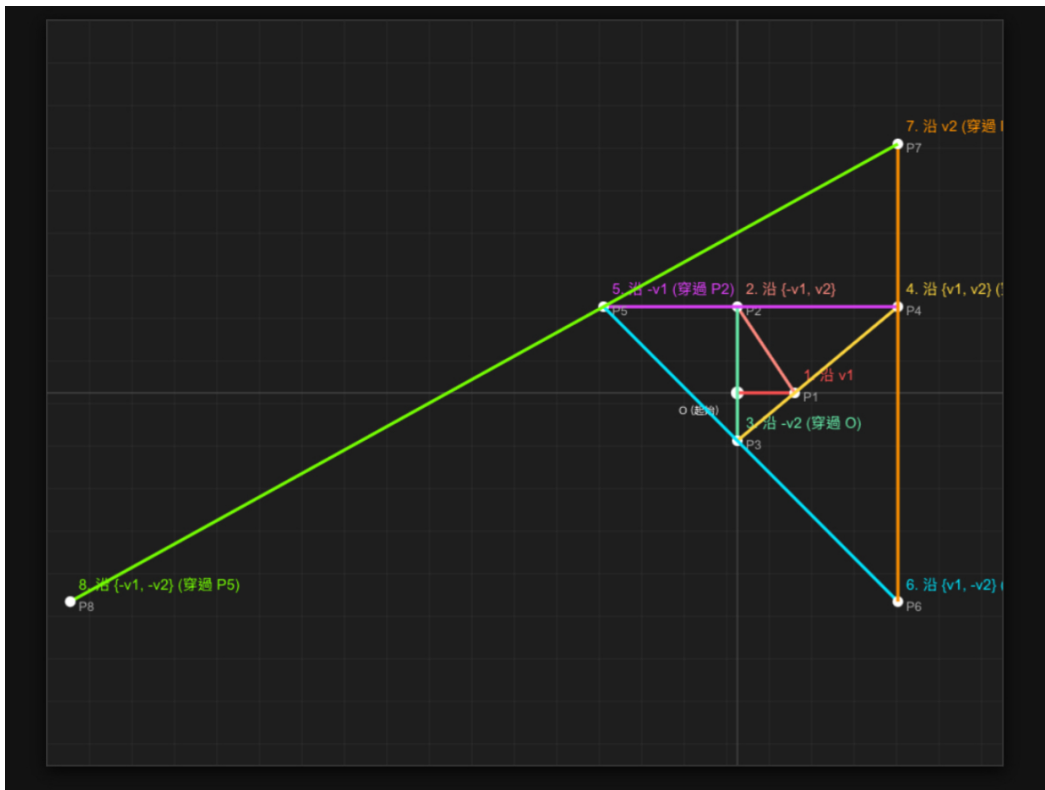 7. 沿 v2 (穿過
P7
5. 沿 -v1 (穿過 P2)
2. 沿 {-v1, v2}
4. 沿 {v1, v2} (
P5
P2
P4
1. 沿 v1
P1
O (起始)
3. 沿 -v2 (穿過 O)
P3
8. 沿 {-v1, -v2} (穿過 P5)
P8
6. 沿 {v1, -v2} (
P6